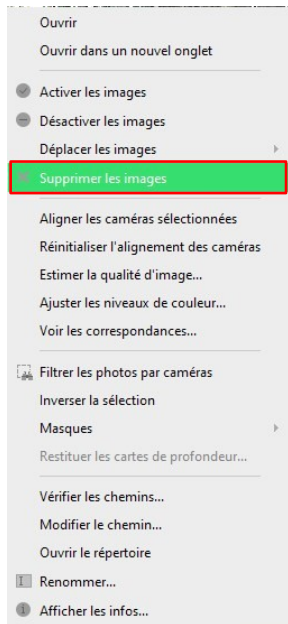 Ouvrir
Ouvrir dans un nouvel onglet
Activer les images
Désactiver les images
Déplacer les images
Supprimer les images
Aligner les caméras sélectionnées
Réinitialiser l'alignement des caméras
Estimer la qualité d'image...
Ajuster les niveaux de couleur...
Voir les correspondances...
Filtrer les photos par caméras
Inverser la sélection
Masques
Restituer les cartes de profondeur...
Vérifier les chemins...
Modifier le chemin...
Ouvrir le répertoire
Renommer...
Afficher les infos...